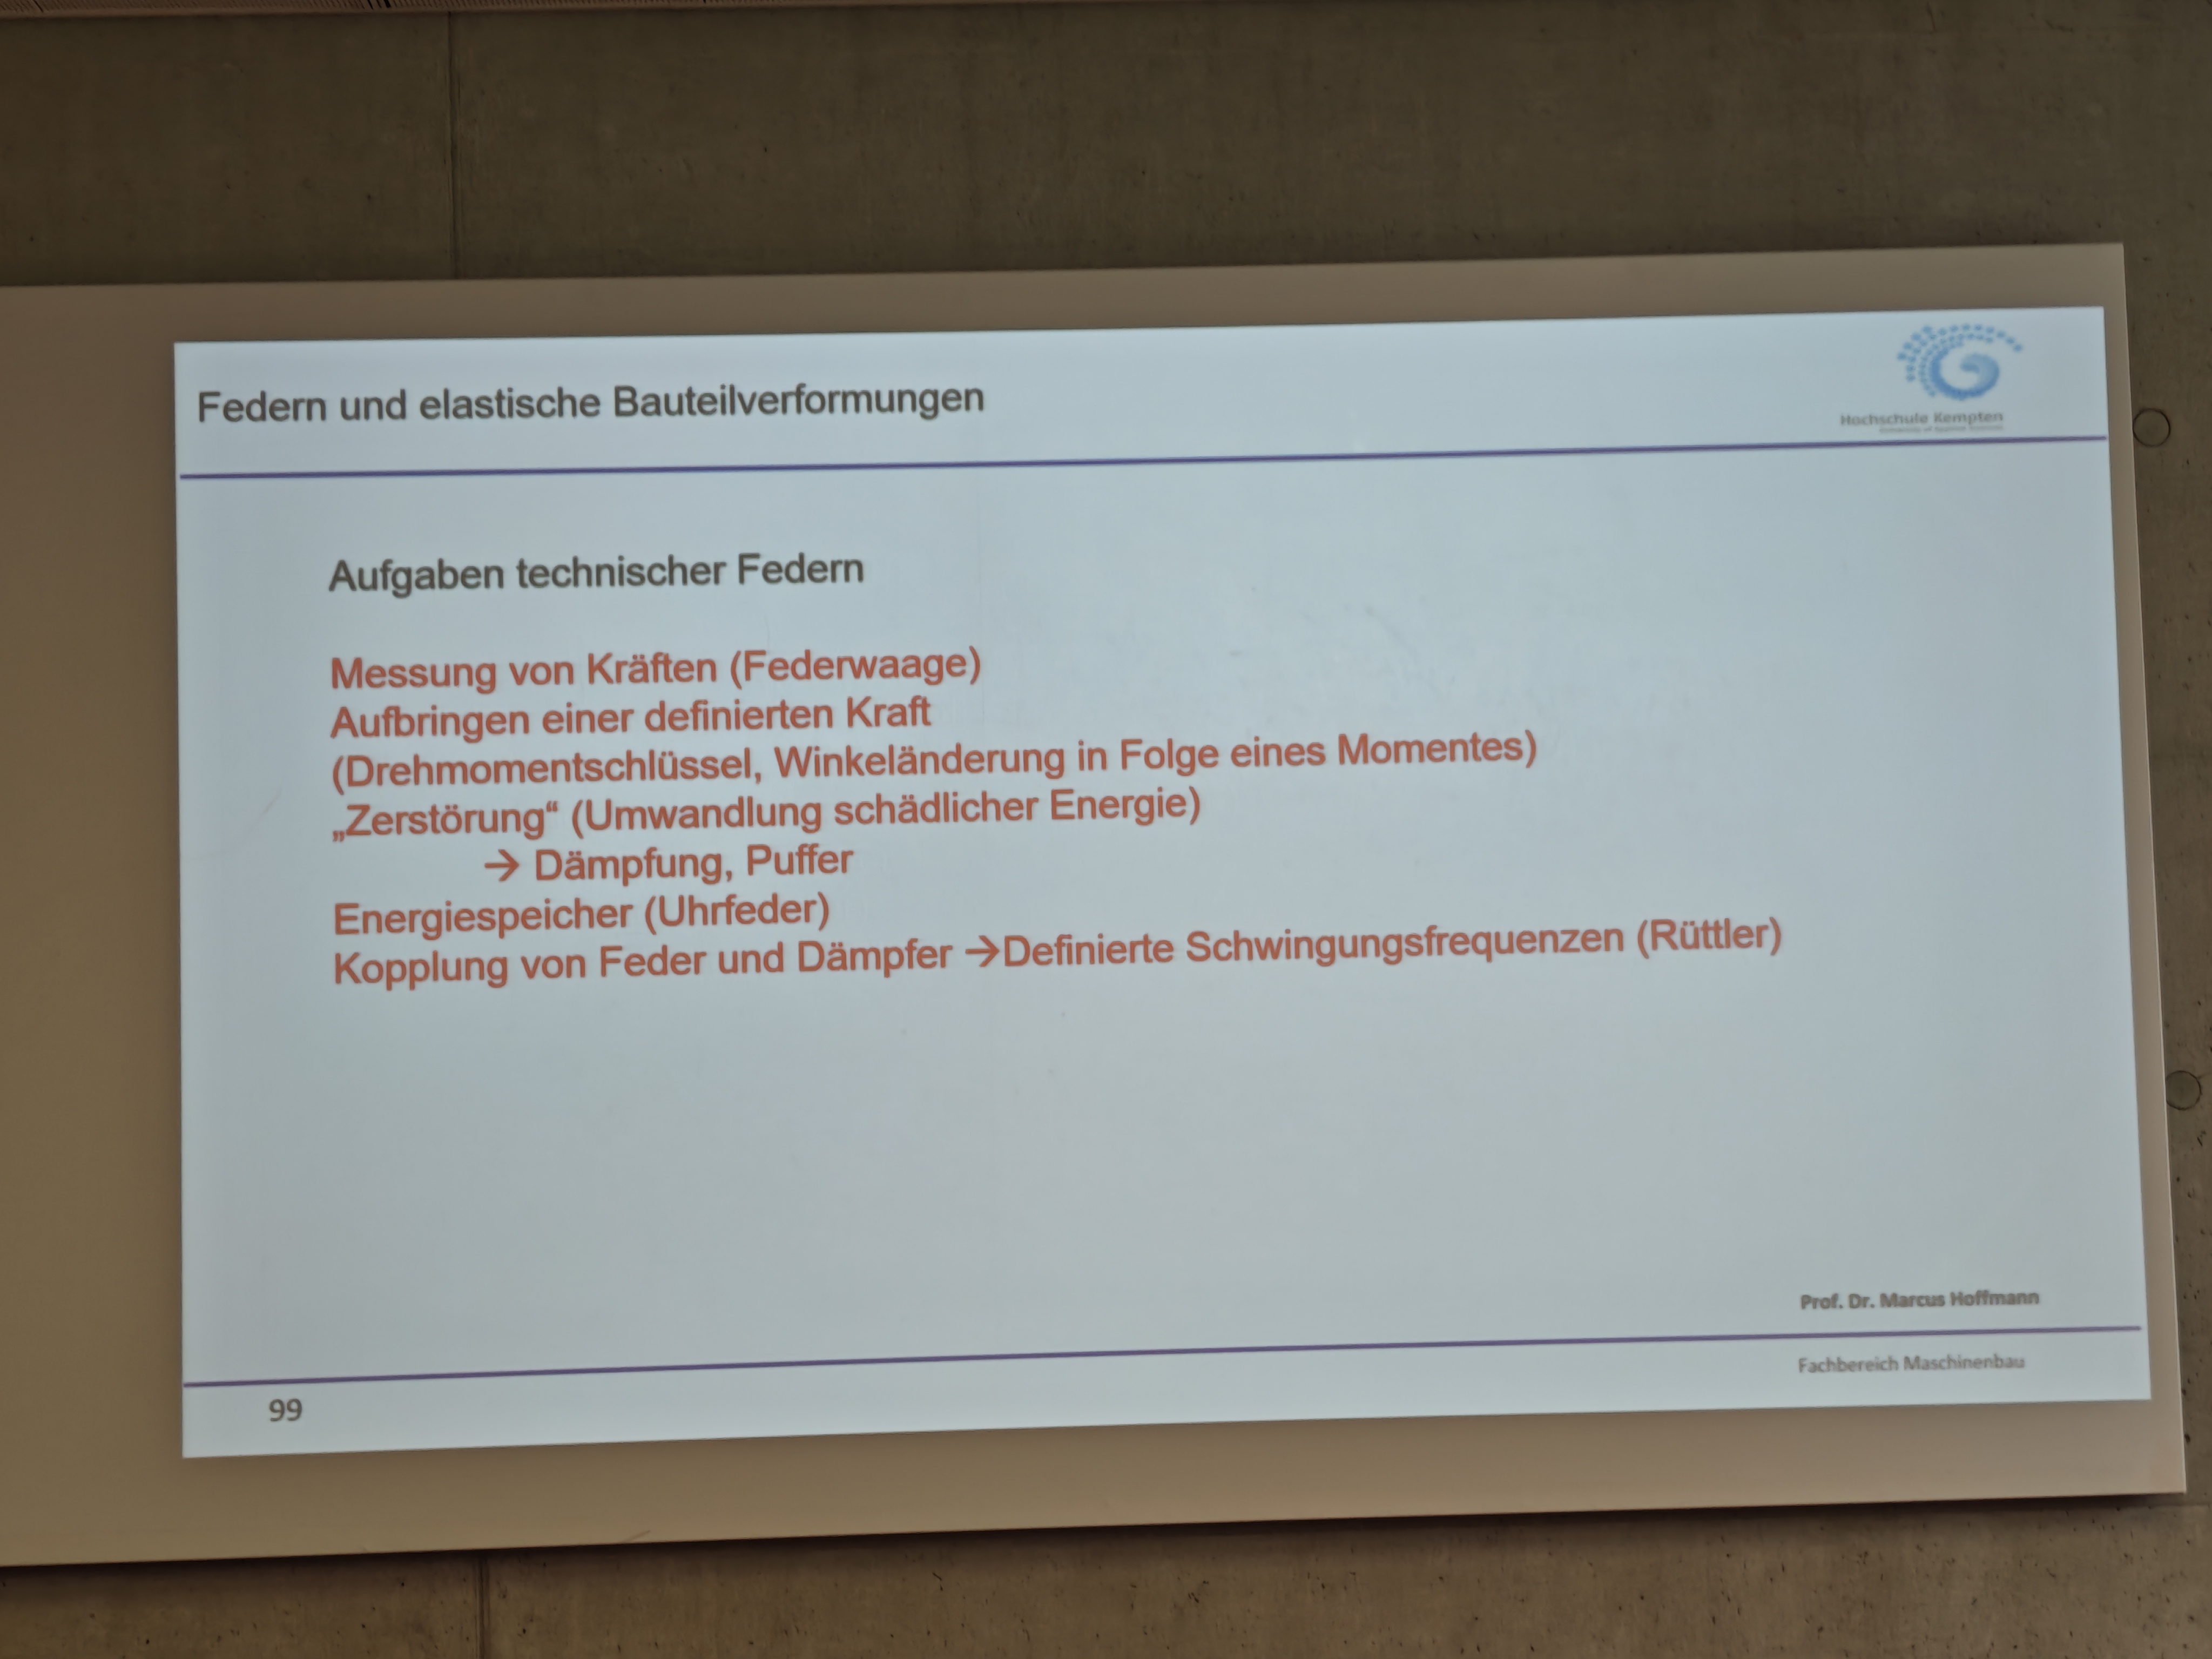 Federn und elastische Bauteilverformungen
Hochschule Kempten
Aufgaben technischer Federn
Messung von Kräften (Federwaage)
Aufbringen einer definierten Kraft
(Drehmomentschlüssel, Winkeländerung in Folge eines Momentes)
„Zerstörung“ (Umwandlung schädlicher Energie)
→ Dämpfung, Puffer
Energiespeicher (Uhrfeder)
Kopplung von Feder und Dämpfer →Definierte Schwingungsfrequenzen (Rüttler)
Prof. Dr. Marcus Hoffmann
Fachbereich Maschinenbau
99